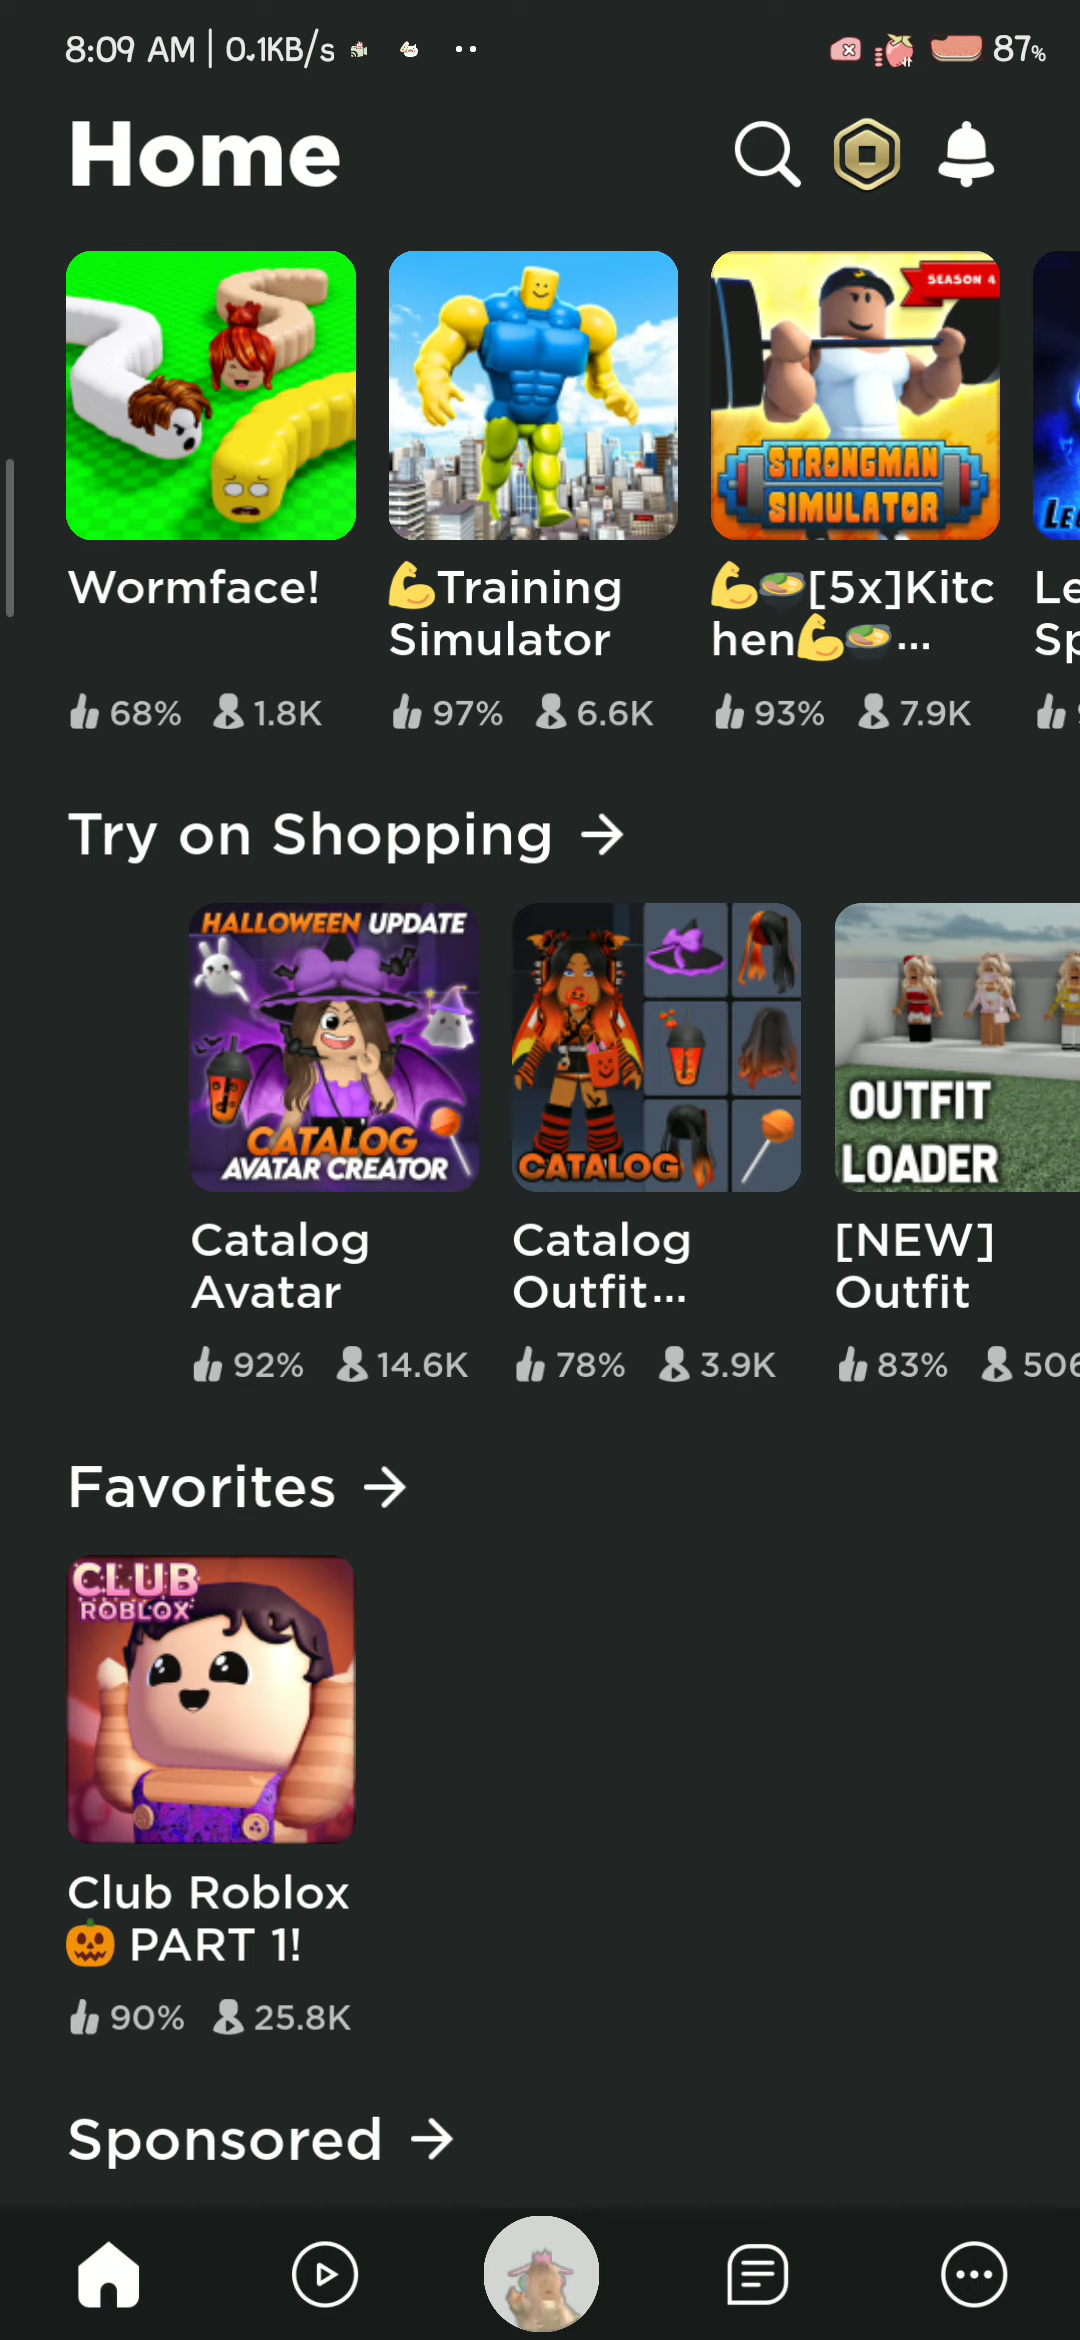 8:09 AM | 0.1KB/s
87%
Home
SEASON 4
STRONGMAN
SIMULATOR
Wormface!
💪Training
Simulator
💪🍲[5x]Kitc
hen💪🍲...
Le
Sp
68% 1.8K
97% 6.6K
93% 7.9K
Try on Shopping →
HALLOWEEN UPDATE
CATALOG
AVATAR CREATOR
CATALOG
OUTFIT
LOADER
Catalog
Avatar
Catalog
Outfit...
[NEW]
Outfit
92% 14.6K
78% 3.9K
83% 506
Favorites →
CLUB
ROBLOX
Club Roblox
🎃 PART 1!
90% 25.8K
Sponsored →